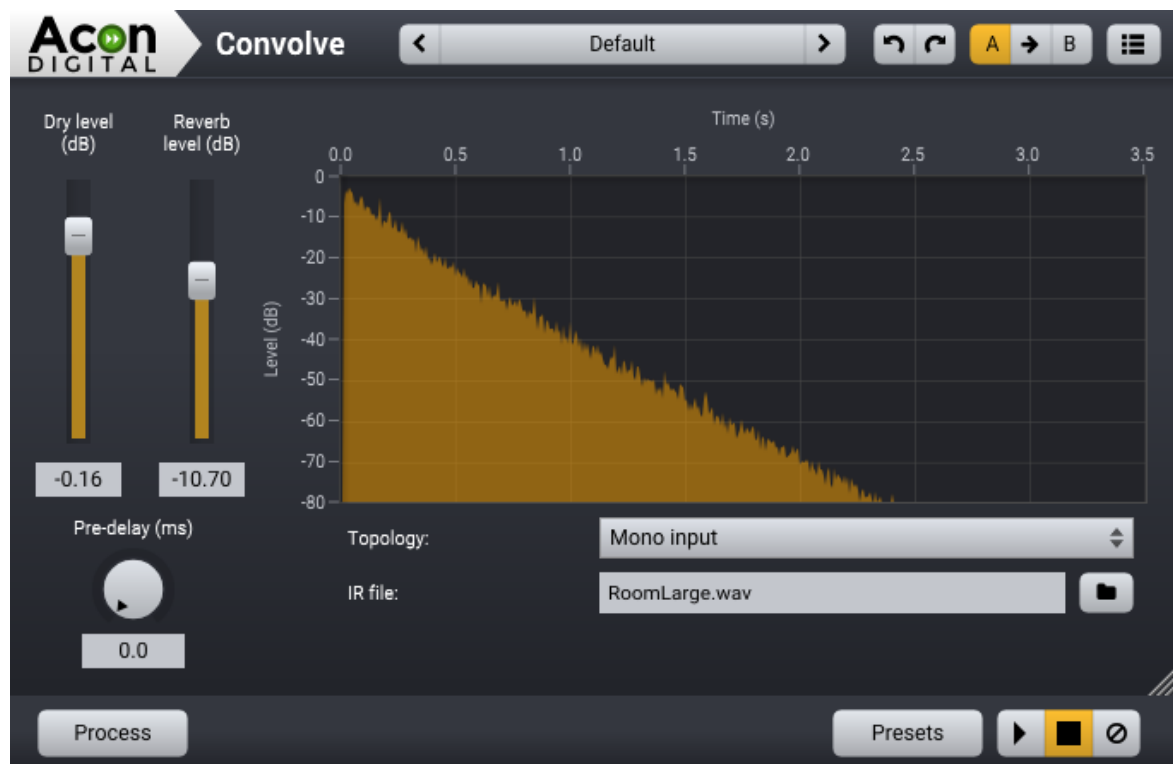 Acon
DIGITAL
Convolve
Default
A
B
Dry level
(dB)
Reverb
level (dB)
Time (s)
0.0 0.5 1.0 1.5 2.0 2.5 3.0 3.5
Level (dB)
0
-10
-20
-30
-40
-50
-60
-70
-80
-0.16
-10.70
Pre-delay (ms)
0.0
Topology:
Mono input
IR file:
RoomLarge.wav
Process
Presets